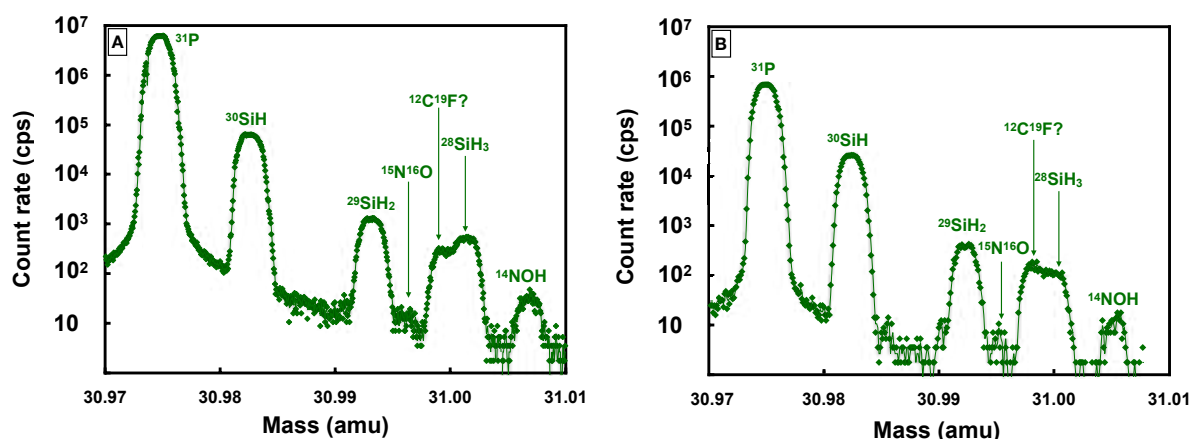 A
Count rate (cps)
10⁷
10⁶
10⁵
10⁴
10³
10²
10
³¹P
³⁰SiH
¹²C¹⁹F?
¹⁵N¹⁶O
²⁸SiH₃
²⁹SiH₂
¹⁴NOH
30.97
30.98
30.99
31.00
31.01
Mass (amu)
B
Count rate (cps)
10⁷
10⁶
10⁵
10⁴
10³
10²
10
³¹P
³⁰SiH
¹²C¹⁹F?
²⁸SiH₃
²⁹SiH₂
¹⁵N¹⁶O
¹⁴NOH
30.97
30.98
30.99
31.00
31.01
Mass (amu)